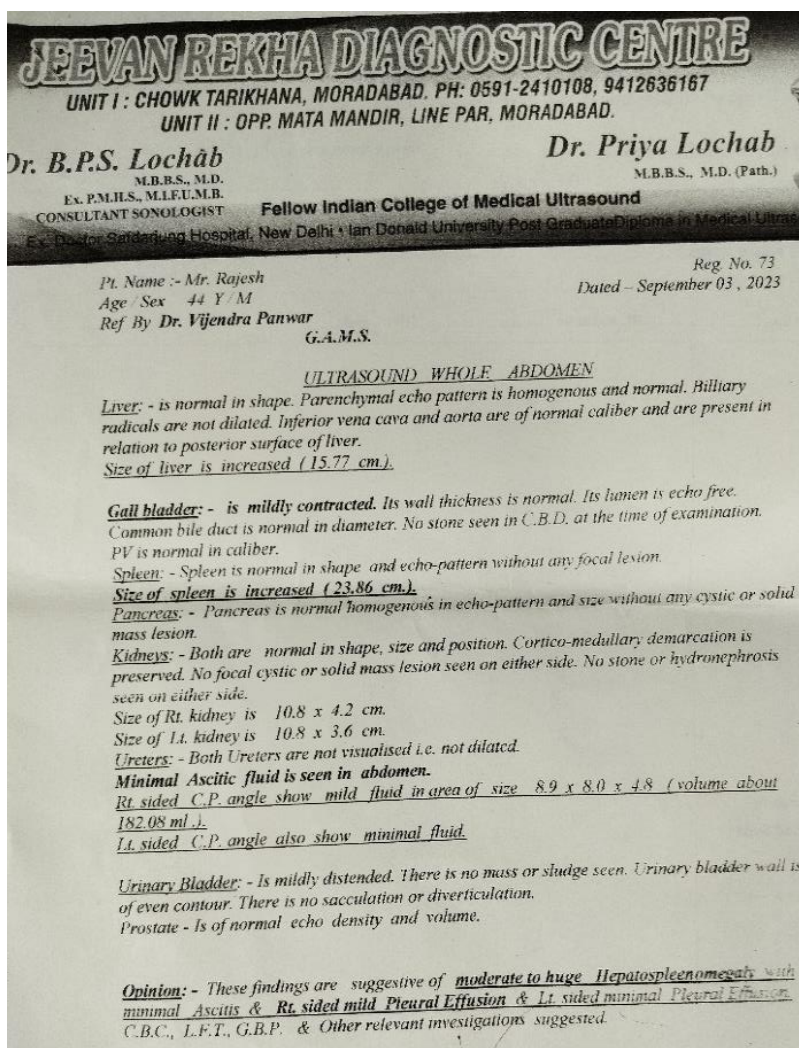 JEEVAN REKHA DIAGNOSTIC CENTRE
UNIT I : CHOWK TARIKHANA, MORADABAD. PH: 0591-2410108, 9412636167
UNIT II : OPP. MATA MANDIR, LINE PAR, MORADABAD.
Dr. B.P.S. Lochab
M.B.B.S., M.D.
Ex. P.M.H.S., M.I.F.U.M.B.
CONSULTANT SONOLOGIST
Dr. Priya Lochab
M.B.B.S., M.D. (Path.)
Fellow Indian College of Medical Ultrasound
Ex. Doctor Safdarjung Hospital, New Delhi • Ian Donald University Post GraduateDiploma in Medical Ultras
Pt. Name :- Mr. Rajesh
Age / Sex 44 Y / M
Ref By Dr. Vijendra Panwar
G.A.M.S.
Reg. No. 73
Dated – September 03 , 2023
ULTRASOUND WHOLE ABDOMEN
Liver: - is normal in shape. Parenchymal echo pattern is homogenous and normal. Billiary
radicals are not dilated. Inferior vena cava and aorta are of normal caliber and are present in
relation to posterior surface of liver.
Size of liver is increased ( 15.77 cm.).
Gall bladder: - is mildly contracted. Its wall thickness is normal. Its lumen is echo free.
Common bile duct is normal in diameter. No stone seen in C.B.D. at the time of examination.
PV is normal in caliber.
Spleen: - Spleen is normal in shape and echo-pattern without any focal lesion.
Size of spleen is increased ( 23.86 cm.).
Pancreas: - Pancreas is normal homogenous in echo-pattern and size without any cystic or solid
mass lesion.
Kidneys: - Both are normal in shape, size and position. Cortico-medullary demarcation is
preserved. No focal cystic or solid mass lesion seen on either side. No stone or hydronephrosis
seen on either side.
Size of Rt. kidney is 10.8 x 4.2 cm.
Size of Lt. kidney is 10.8 x 3.6 cm.
Ureters: - Both Ureters are not visualised i.e. not dilated.
Minimal Ascitic fluid is seen in abdomen.
Rt. sided C.P. angle show mild fluid in area of size 8.9 x 8.0 x 4.8 ( volume about
182.08 ml .).
Lt. sided C.P. angle also show minimal fluid.
Urinary Bladder: - Is mildly distended. There is no mass or sludge seen. Urinary bladder wall is
of even contour. There is no sacculation or diverticulation.
Prostate - Is of normal echo density and volume.
Opinion: - These findings are suggestive of moderate to huge Hepatospleenomegaly with
minimal Ascitis & Rt. sided mild Pleural Effusion & Lt. sided minimal Pleural Effusion.
C.B.C., L.F.T., G.B.P. & Other relevant investigations suggested.